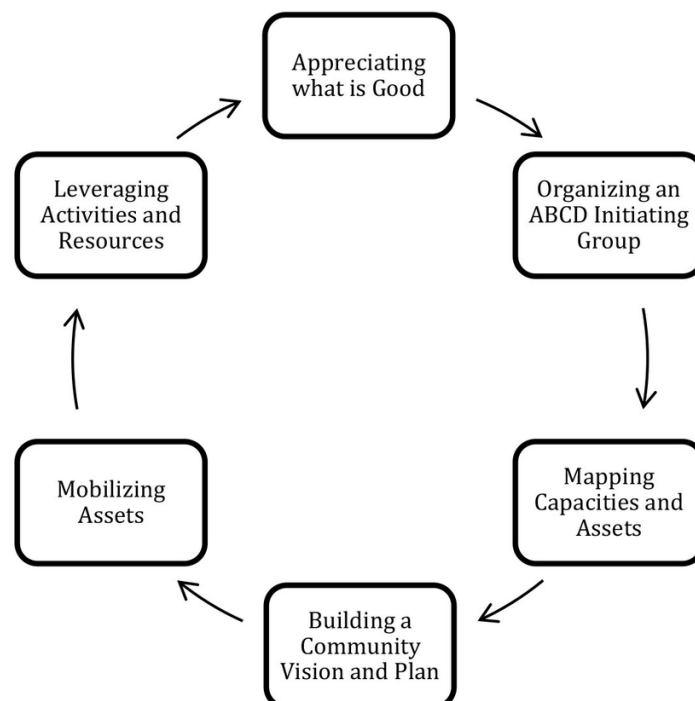 Appreciating
what is Good
Organizing an
ABCD Initiating
Group
Mapping
Capacities and
Assets
Building a
Community
Vision and Plan
Mobilizing
Assets
Leveraging
Activities and
Resources